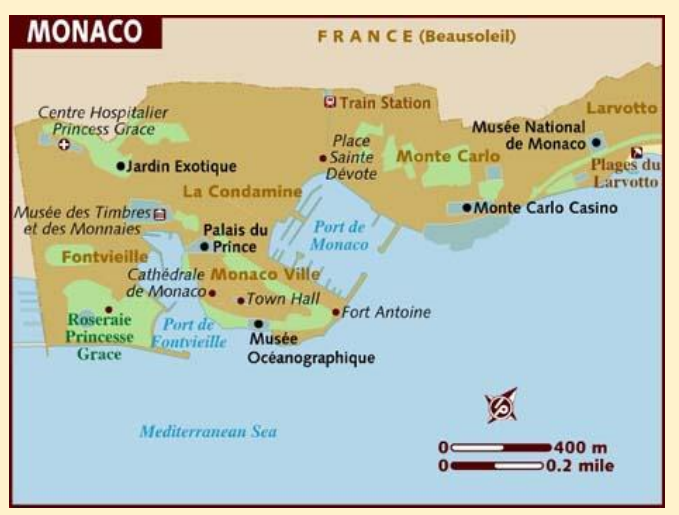 MONACO
FRANCE (Beausoleil)
Train Station
Larvotto
Centre Hospitalier
Princess Grace
Musée National
de Monaco
Place
Sainte
Dévote
Monte Carlo
Jardin Exotique
Plages du
Larvotto
La Condamine
Monte Carlo Casino
Musée des Timbres
et des Monnaies
Palais du
Prince
Port de
Monaco
Fontvieille
Cathédrale
de Monaco
Monaco Ville
Town Hall
Fort Antoine
Roseraie
Princesse
Grace
Port de
Fontvieille
Musée
Océanographique
Mediterranean Sea
0 400 m
0 0.2 mile